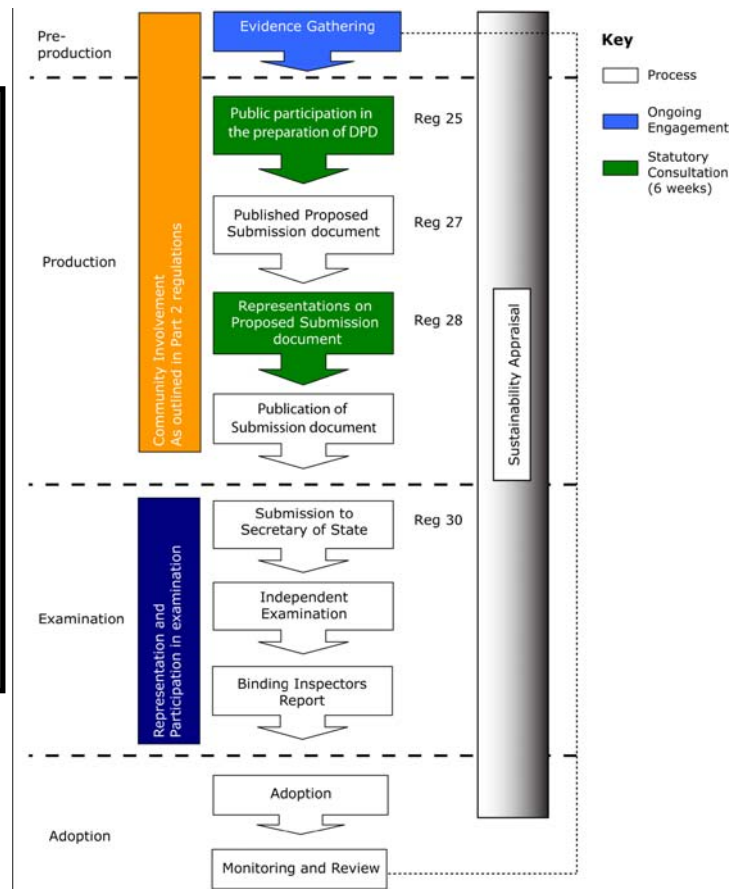 Pre-
production
Evidence Gathering
Key
Process
Ongoing
Engagement
Statutory
Consultation
(6 weeks)
Production
Community Involvement
As outlined in Part 2 regulations
Public participation in
the preparation of DPD
Reg 25
Published Proposed
Submission document
Reg 27
Representations on
Proposed Submission
document
Reg 28
Publication of
Submission document
Sustainability Appraisal
Examination
Representation and
Participation in examination
Submission to
Secretary of State
Reg 30
Independent
Examination
Binding Inspectors
Report
Adoption
Adoption
Monitoring and Review